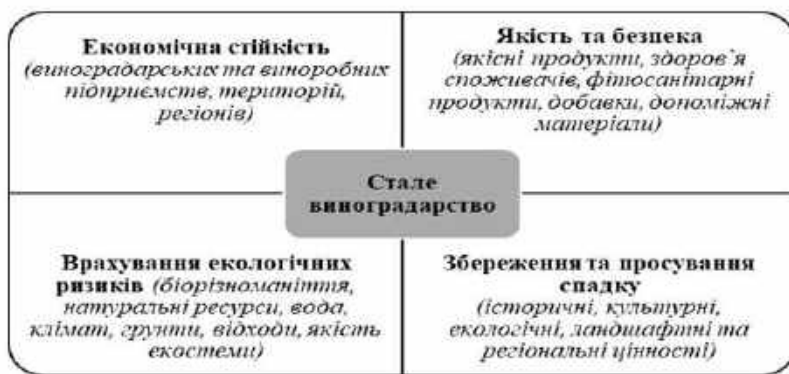 Економічна стійкість
(виноградарських та виноробних
підприємств, територій,
регіонів)
Якість та безпека
(якісні продукти, здоров`я
споживачів, фітосанітарні
продукти, добавки, допоміжні
матеріали)
Стале
виноградарство
Врахування екологічних
ризиків (біорізноманіття,
натуральні ресурси, вода,
клімат, грунти, відходи, якість
екостеми)
Збереження та просування
спадку
(історичні, культурні,
екологічні, ландшафтні та
регіональні цінності)